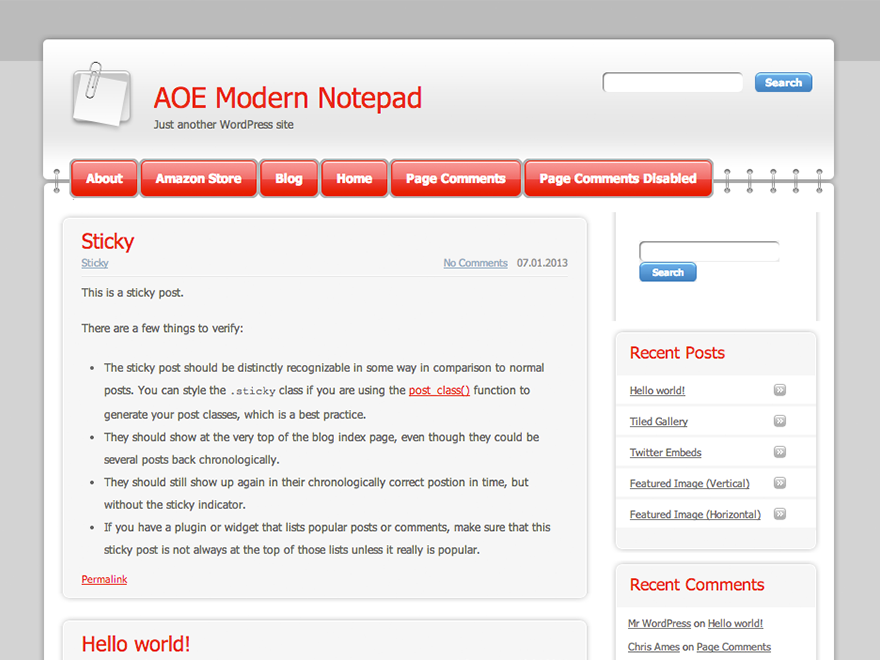 AOE Modern Notepad
Just another WordPress site
Search
About
Amazon Store
Blog
Home
Page Comments
Page Comments Disabled
Sticky
Sticky
No Comments 07.01.2013
This is a sticky post.
There are a few things to verify:
The sticky post should be distinctly recognizable in some way in comparison to normal
posts. You can style the .sticky class if you are using the post_class() function to
generate your post classes, which is a best practice.
They should show at the very top of the blog index page, even though they could be
several posts back chronologically.
They should still show up again in their chronologically correct postion in time, but
without the sticky indicator.
If you have a plugin or widget that lists popular posts or comments, make sure that this
sticky post is not always at the top of those lists unless it really is popular.
Permalink
Hello world!
Search
Recent Posts
Hello world!
Tiled Gallery
Twitter Embeds
Featured Image (Vertical)
Featured Image (Horizontal)
Recent Comments
Mr WordPress on Hello world!
Chris Ames on Page Comments